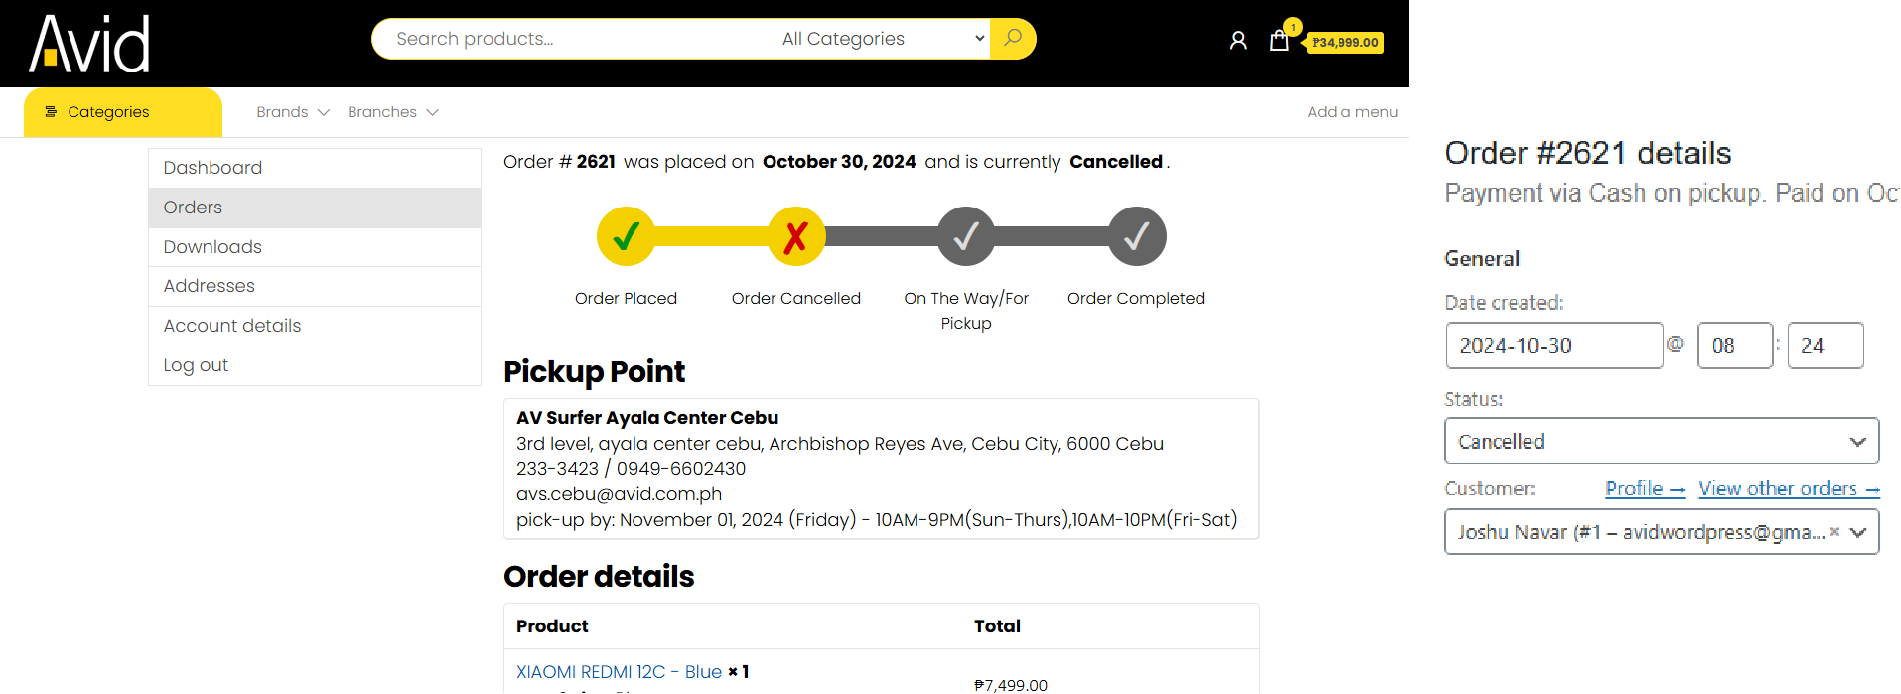 Avid
Search products...
All Categories
1
₱34,999.00
Categories
Brands
Branches
Add a menu
Dashboard
Orders
Downloads
Addresses
Account details
Log out
Order # 2621 was placed on October 30, 2024 and is currently Cancelled.
Order Placed
Order Cancelled
On The Way/For
Pickup
Order Completed
Pickup Point
AV Surfer Ayala Center Cebu
3rd level, ayala center cebu, Archbishop Reyes Ave, Cebu City, 6000 Cebu
233-3423 / 0949-6602430
avs.cebu@avid.com.ph
pick-up by: November 01, 2024 (Friday) - 10AM-9PM(Sun-Thurs),10AM-10PM(Fri-Sat)
Order details
Product Total
XIAOMI REDMI 12C - Blue × 1
₱7,499.00
Order #2621 details
Payment via Cash on pickup. Paid on Oc
General
Date created:
2024-10-30 @ 08 : 24
Status:
Cancelled
Customer: Profile → View other orders →
Joshu Navar (#1 – avidwordpress@gma... ×